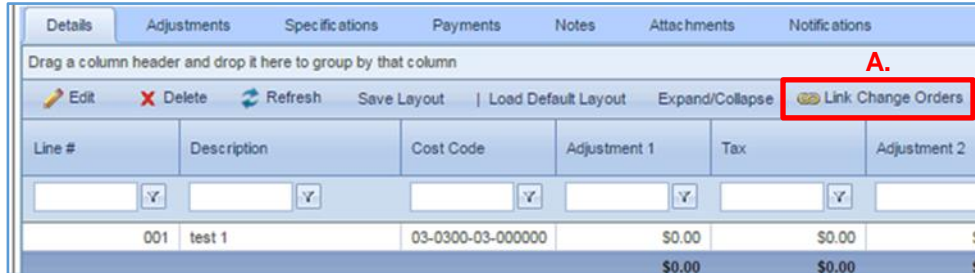 Details Adjustments Specifications Payments Notes Attachments Notifications
Drag a column header and drop it here to group by that column
A.
Edit Delete Refresh Save Layout | Load Default Layout Expand/Collapse Link Change Orders
Line # Description Cost Code Adjustment 1 Tax Adjustment 2
001 test 1 03-0300-03-000000 $0.00 $0.00
$0.00 $0.00